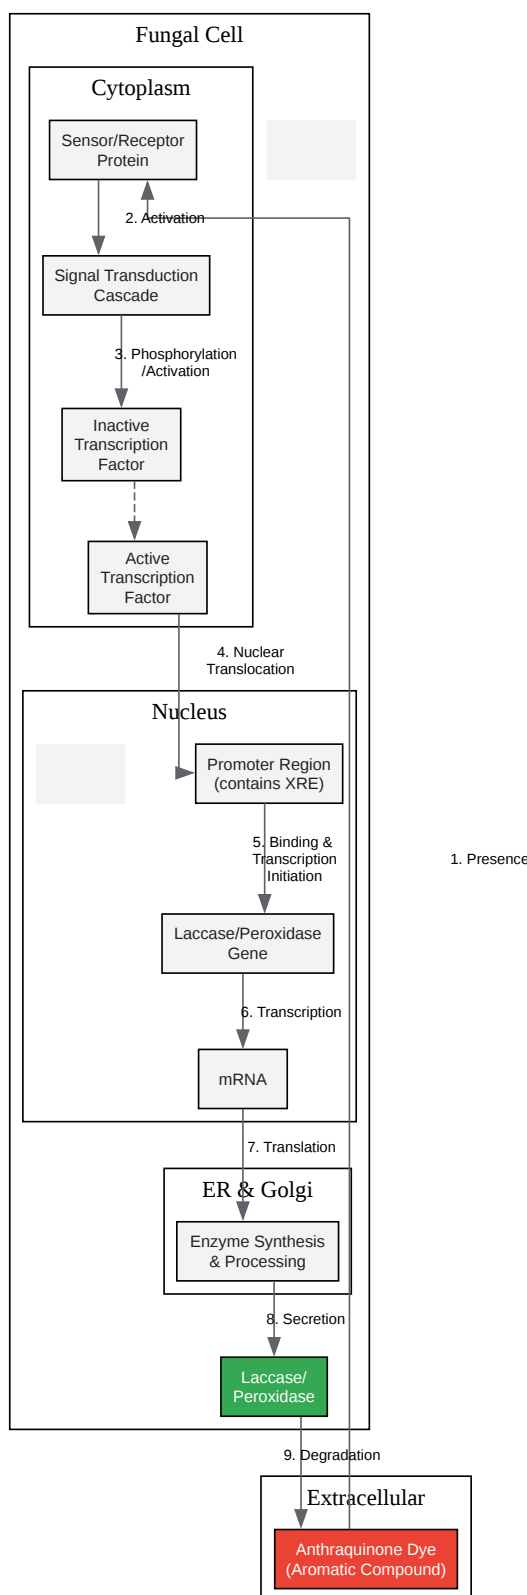 Fungal Cell
Cytoplasm
Sensor/Receptor
Protein
2. Activation
Signal Transduction
Cascade
3. Phosphorylation
/Activation
Inactive
Transcription
Factor
Active
Transcription
Factor
4. Nuclear
Translocation
Nucleus
Promoter Region
(contains XRE)
5. Binding &
Transcription
Initiation
1. Presence
Laccase/Peroxidase
Gene
6. Transcription
mRNA
7. Translation
ER & Golgi
Enzyme Synthesis
& Processing
8. Secretion
Laccase/
Peroxidase
9. Degradation
Extracellular
Anthraquinone Dye
(Aromatic Compound)